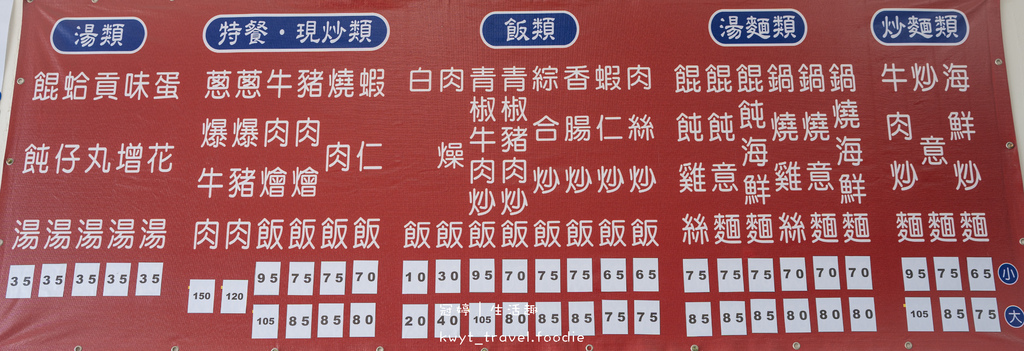 湯類
餛飩湯 35
蛤仔湯 35
貢丸湯 35
味增湯 35
蛋花湯 35
特餐・現炒類
蔥爆牛肉 150
蔥爆豬肉 120
牛肉燴飯 95 105
豬肉燴飯 75 85
燒肉飯 75 85
蝦仁飯 70 80
飯類
白飯 10 20
肉燥飯 30 40
青椒牛肉炒飯 95 105
青椒豬肉炒飯 70 80
綜合炒飯 75 85
香腸炒飯 75 85
蝦仁炒飯 65 75
肉絲炒飯 65 75
湯麵類
餛飩雞絲 75 85
餛飩意麵 75 85
餛飩海鮮麵 75 85
鍋燒雞絲 70 80
鍋燒意麵 70 80
鍋燒海鮮麵 70 80
炒麵類
牛肉炒麵 95 105
炒意麵 75 85
海鮮炒麵 65 75
小
大
冠婷｜生活趣
kwyt_travel.foodie